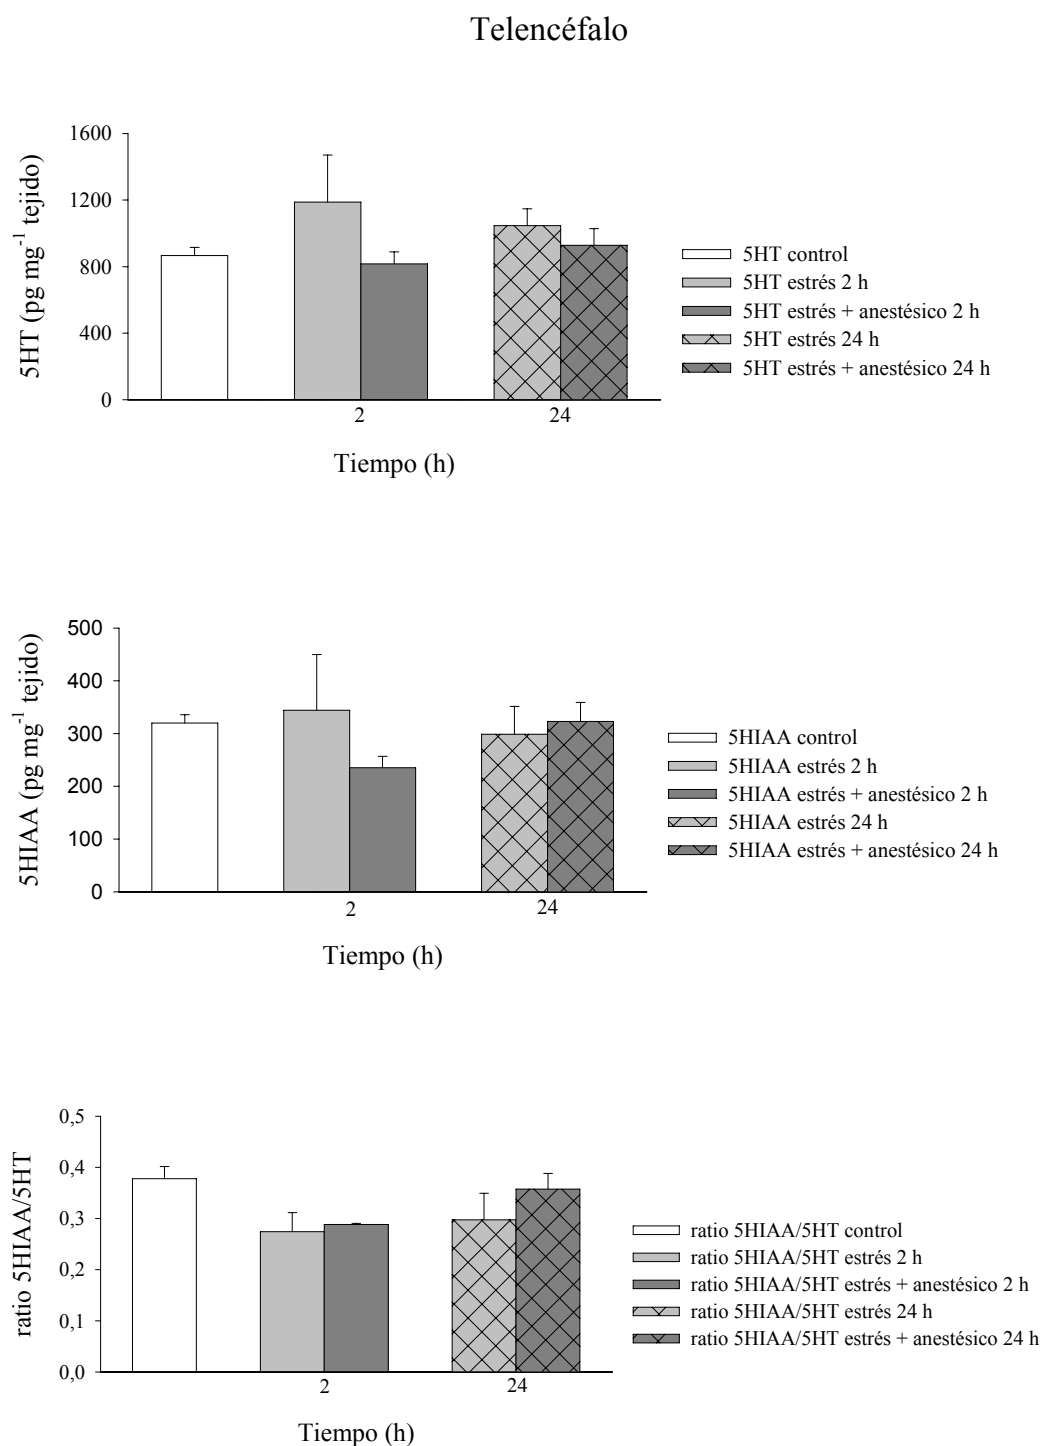 Telencéfalo
5HT (pg mg-1 tejido)
1600
1200
800
400
0
2
24
Tiempo (h)
5HT control
5HT estrés 2 h
5HT estrés + anestésico 2 h
5HT estrés 24 h
5HT estrés + anestésico 24 h
5HIAA (pg mg-1 tejido)
500
400
300
200
100
0
2
24
Tiempo (h)
5HIAA control
5HIAA estrés 2 h
5HIAA estrés + anestésico 2 h
5HIAA estrés 24 h
5HIAA estrés + anestésico 24 h
ratio 5HIAA/5HT
0,5
0,4
0,3
0,2
0,1
0,0
2
24
Tiempo (h)
ratio 5HIAA/5HT control
ratio 5HIAA/5HT estrés 2 h
ratio 5HIAA/5HT estrés + anestésico 2 h
ratio 5HIAA/5HT estrés 24 h
ratio 5HIAA/5HT estrés + anestésico 24 h